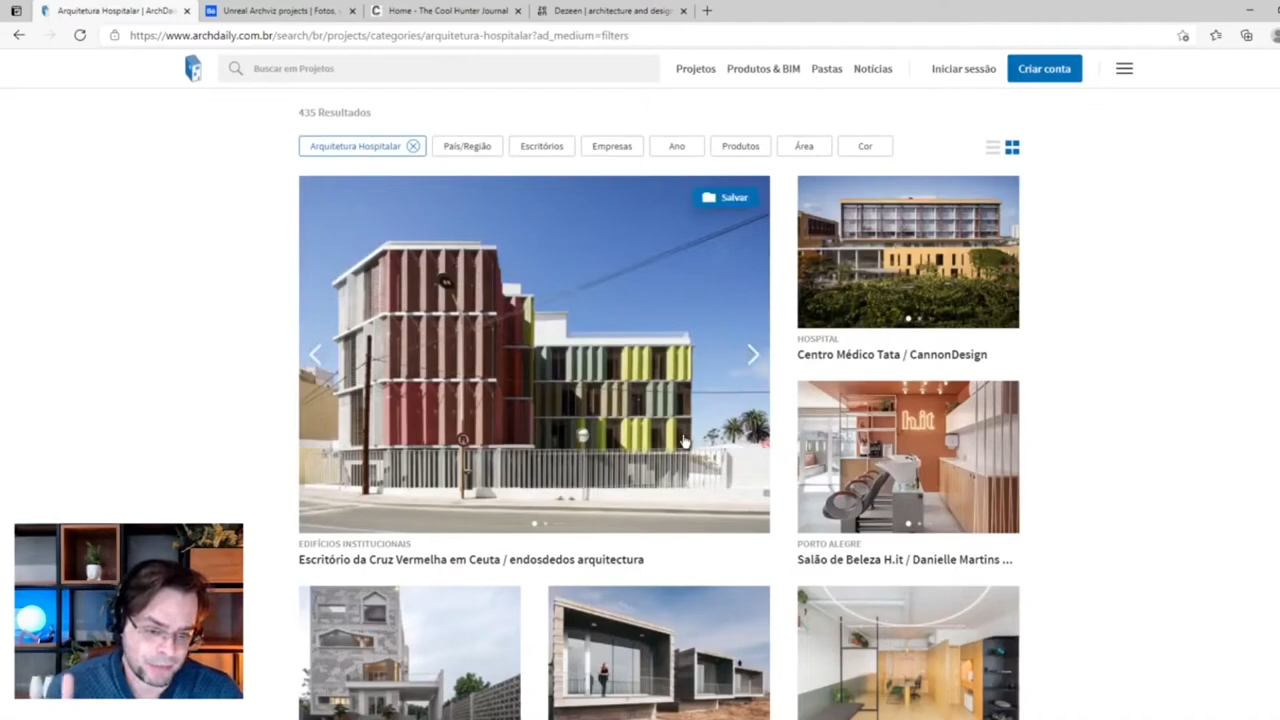 Arquitetura Hospitalar | ArchDai
Unreal Archviz projects | Fotos, v
Home - The Cool Hunter Journal
Dezeen | architecture and desig
https://www.archdaily.com.br/search/br/projects/categories/arquitetura-hospitalar?ad_medium=filters
Buscar em Projetos
Projetos
Produtos & BIM
Pastas
Notícias
Iniciar sessão
Criar conta
435 Resultados
Arquitetura Hospitalar
País/Região
Escritórios
Empresas
Ano
Produtos
Área
Cor
Salvar
HOSPITAL
Centro Médico Tata / CannonDesign
h.it
EDIFÍCIOS INSTITUCIONAIS
Escritório da Cruz Vermelha em Ceuta / endosdedos arquitetura
PORTO ALEGRE
Salão de Beleza H.it / Danielle Martins ...